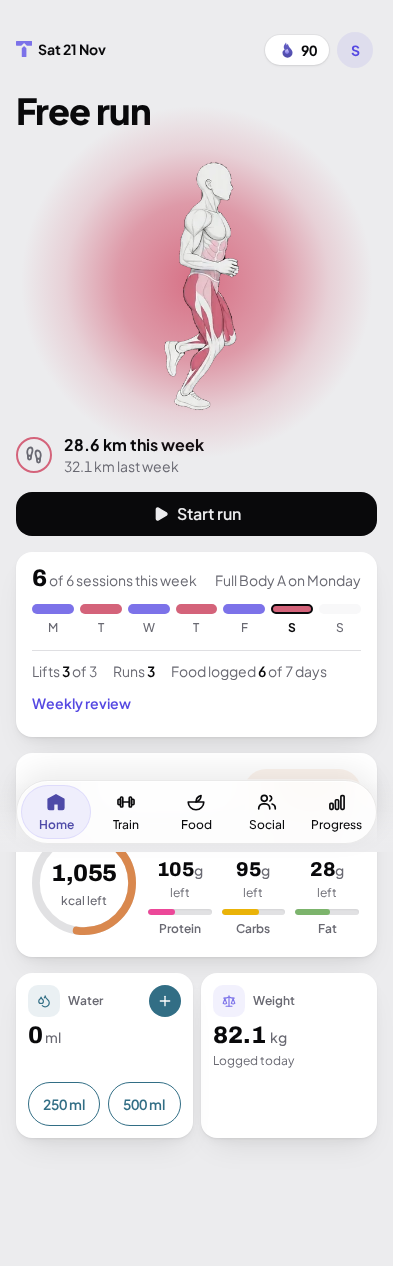 Sat 21 Nov
90
S
Free run
28.6 km this week
32.1 km last week
Start run
6 of 6 sessions this week Full Body A on Monday
M T W T F S S
Lifts 3 of 3 Runs 3 Food logged 6 of 7 days
Weekly review
Home Train Food Social Progress
1,055
kcal left
105g 95g 28g
left left left
Protein Carbs Fat
Water
0 ml
250 ml 500 ml
Weight
82.1 kg
Logged today